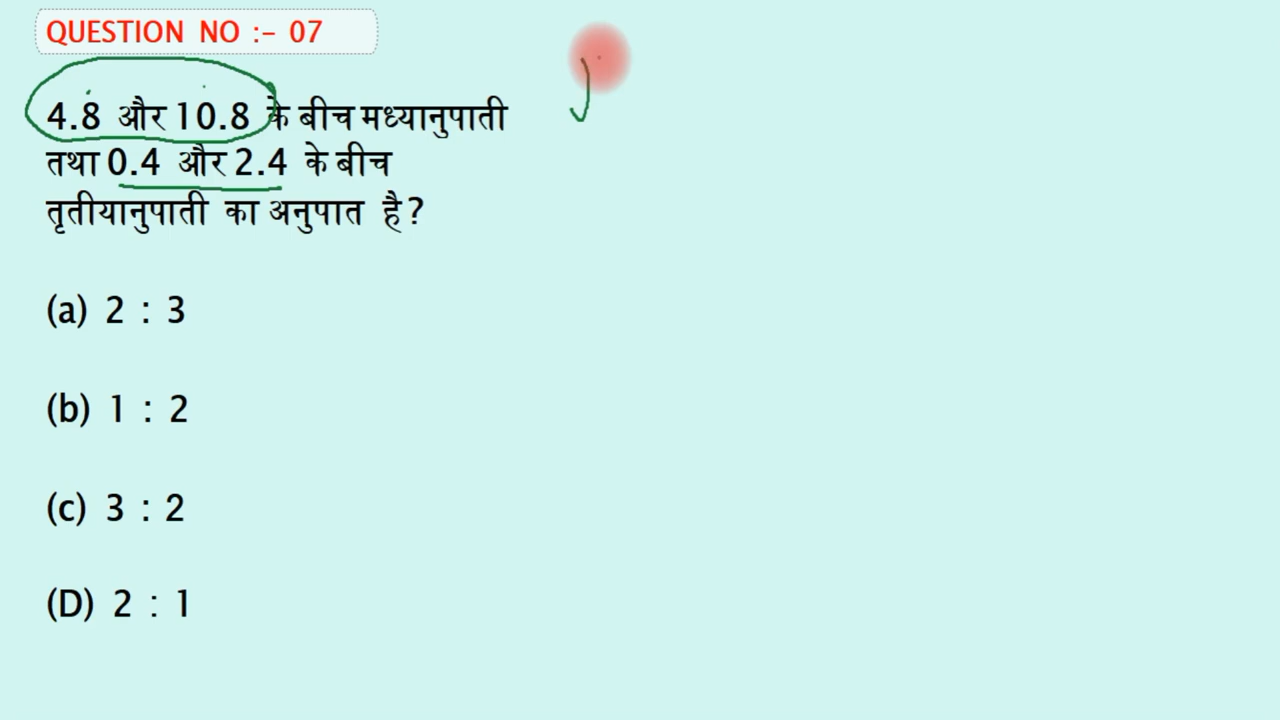 QUESTION NO :- 07
4.8 और 10.8 के बीच मध्यानुपाती
तथा 0.4 और 2.4 के बीच
तृतीयानुपाती का अनुपात है?
(a) 2 : 3
(b) 1 : 2
(c) 3 : 2
(D) 2 : 1